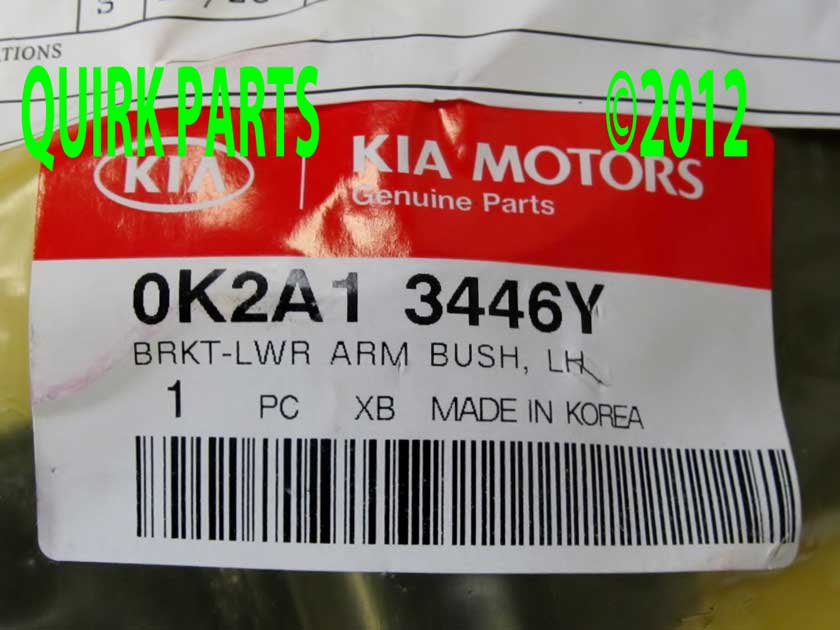 S
TIONS
QUIRK PARTS ©2012
KIA KIA MOTORS
Genuine Parts
0K2A1 3446Y
BRKT-LWR ARM BUSH, LH
1 PC XB MADE IN KOREA